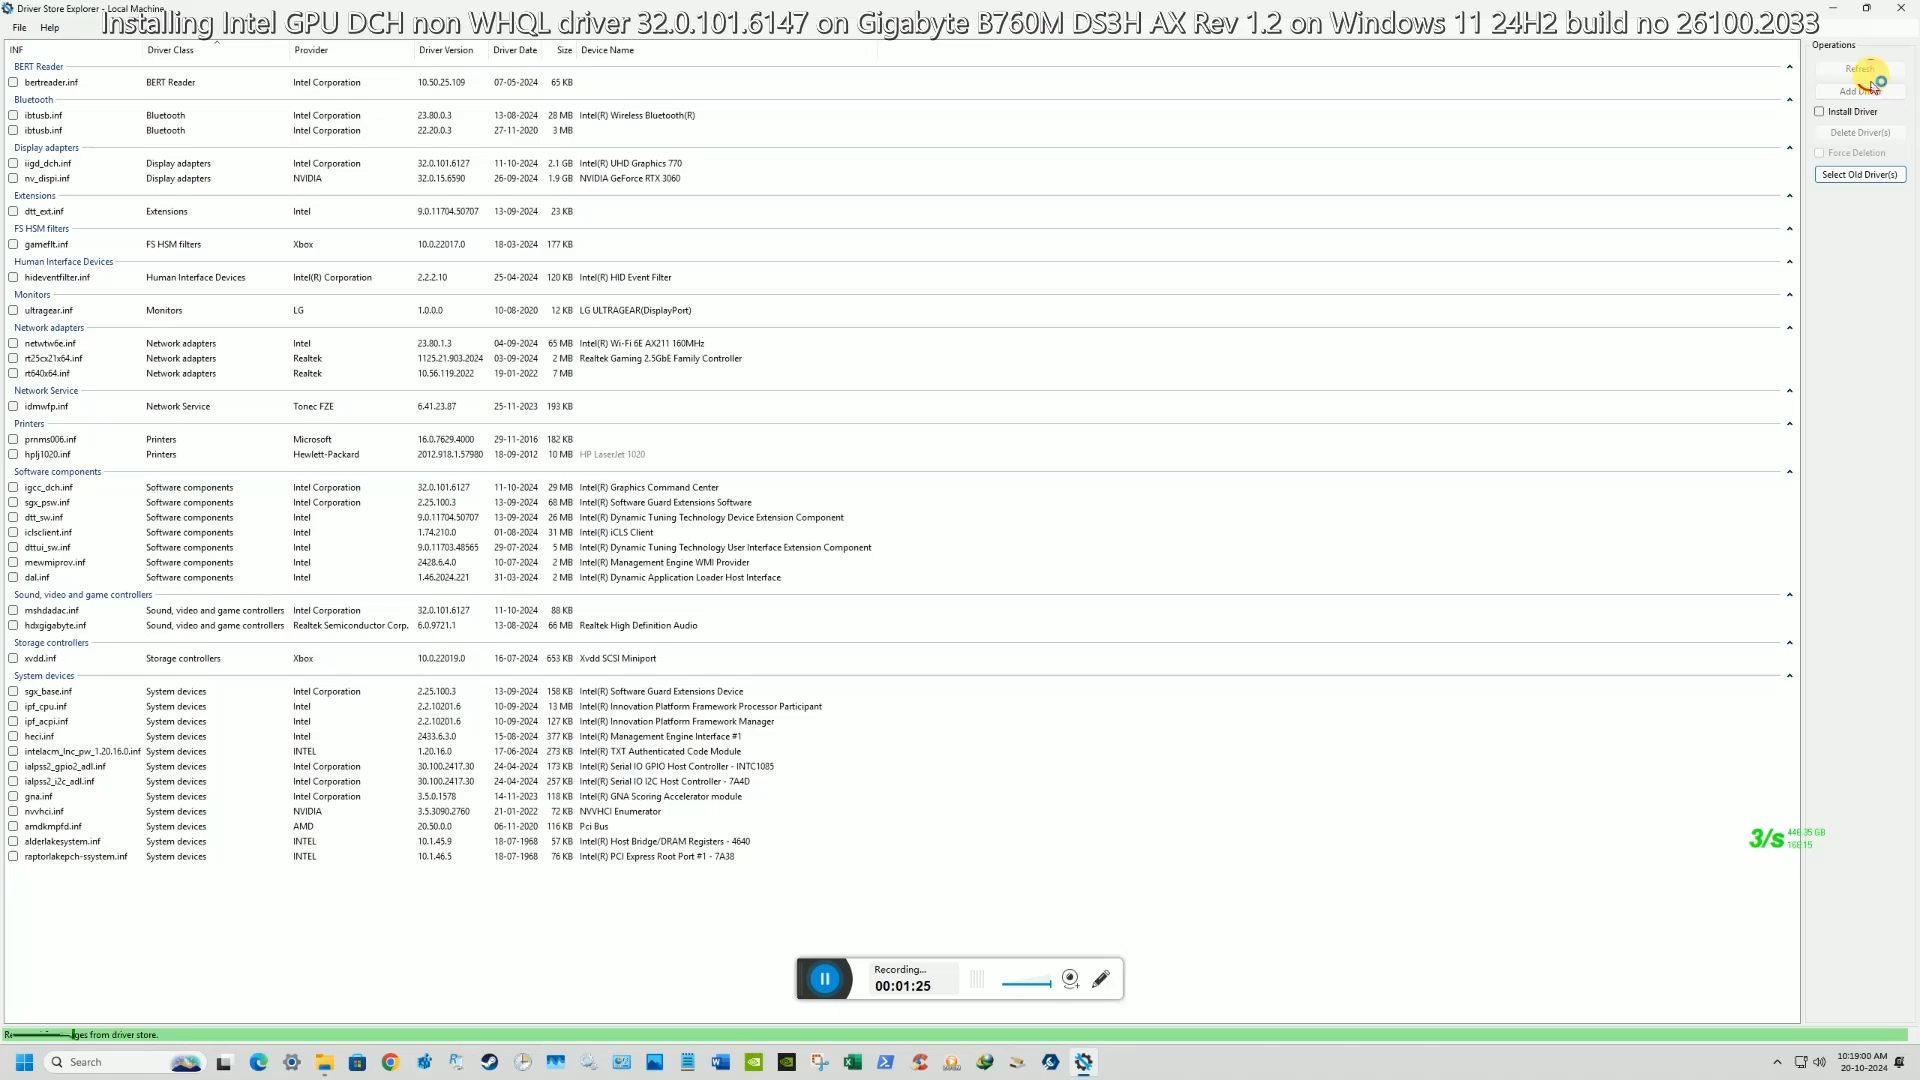 Driver Store Explorer - Local Machine
Installing Intel GPU DCH non WHQL driver 32.0.101.6147 on Gigabyte B760M DS3H AX Rev 1.2 on Windows 11 24H2 build no 26100.2033
File Help
INF Driver Class Provider Driver Version Driver Date Size Device Name
BERT Reader
bertreader.inf BERT Reader Intel Corporation 10.50.25.109 07-05-2024 65 KB
Bluetooth
ibtusb.inf Bluetooth Intel Corporation 23.80.0.3 13-08-2024 28 MB Intel(R) Wireless Bluetooth(R)
ibtusb.inf Bluetooth Intel Corporation 22.20.0.3 27-11-2020 3 MB
Display adapters
iigd_dch.inf Display adapters Intel Corporation 32.0.101.6127 11-10-2024 2.1 GB Intel(R) UHD Graphics 770
nv_dispi.inf Display adapters NVIDIA 32.0.15.6590 26-09-2024 1.9 GB NVIDIA GeForce RTX 3060
Extensions
dtt_ext.inf Extensions Intel 9.0.11704.50707 13-09-2024 23 KB
FS HSM filters
gameflt.inf FS HSM filters Xbox 10.0.22017.0 18-03-2024 177 KB
Human Interface Devices
hideventfilter.inf Human Interface Devices Intel(R) Corporation 2.2.2.10 25-04-2024 120 KB Intel(R) HID Event Filter
Monitors
ultragear.inf Monitors LG 1.0.0.0 10-08-2020 12 KB LG ULTRAGEAR(DisplayPort)
Network adapters
netwtw6e.inf Network adapters Intel 23.80.1.3 04-09-2024 65 MB Intel(R) Wi-Fi 6E AX211 160MHz
rt25cx21x64.inf Network adapters Realtek 1125.21.903.2024 03-09-2024 2 MB Realtek Gaming 2.5GbE Family Controller
rt640x64.inf Network adapters Realtek 10.56.119.2022 19-01-2022 7 MB
Network Service
idmwfp.inf Network Service Tonec FZE 6.41.23.87 25-11-2023 193 KB
Printers
prnms006.inf Printers Microsoft 16.0.7629.4000 29-11-2016 182 KB
hplj1020.inf Printers Hewlett-Packard 2012.918.1.57980 18-09-2012 10 MB HP LaserJet 1020
Software components
igcc_dch.inf Software components Intel Corporation 32.0.101.6127 11-10-2024 29 MB Intel(R) Graphics Command Center
sgx_psw.inf Software components Intel Corporation 2.25.100.3 13-09-2024 68 MB Intel(R) Software Guard Extensions Software
dtt_sw.inf Software components Intel 9.0.11704.50707 13-09-2024 26 MB Intel(R) Dynamic Tuning Technology Device Extension Component
iclsclient.inf Software components Intel 1.74.210.0 01-08-2024 31 MB Intel(R) iCLS Client
dttui_sw.inf Software components Intel 9.0.11703.48565 29-07-2024 5 MB Intel(R) Dynamic Tuning Technology User Interface Extension Component
mewmiprov.inf Software components Intel 2428.6.4.0 10-07-2024 2 MB Intel(R) Management Engine WMI Provider
dal.inf Software components Intel 1.46.2024.221 31-03-2024 2 MB Intel(R) Dynamic Application Loader Host Interface
Sound, video and game controllers
mshdadac.inf Sound, video and game controllers Intel Corporation 32.0.101.6127 11-10-2024 88 KB
hdxgigabyte.inf Sound, video and game controllers Realtek Semiconductor Corp. 6.0.9721.1 13-08-2024 66 MB Realtek High Definition Audio
Storage controllers
xvdd.inf Storage controllers Xbox 10.0.22019.0 16-07-2024 653 KB Xvdd SCSI Miniport
System devices
sgx_base.inf System devices Intel Corporation 2.25.100.3 13-09-2024 158 KB Intel(R) Software Guard Extensions Device
ipf_cpu.inf System devices Intel 2.2.10201.6 10-09-2024 13 MB Intel(R) Innovation Platform Framework Processor Participant
ipf_acpi.inf System devices Intel 2.2.10201.6 10-09-2024 127 KB Intel(R) Innovation Platform Framework Manager
heci.inf System devices Intel 2433.6.3.0 15-08-2024 377 KB Intel(R) Management Engine Interface #1
intelacm_lnc_pw_1.20.16.0.inf System devices INTEL 1.20.16.0 17-06-2024 273 KB Intel(R) TXT Authenticated Code Module
ialpss2_gpio2_adl.inf System devices Intel Corporation 30.100.2417.30 24-04-2024 173 KB Intel(R) Serial IO GPIO Host Controller - INTC1085
ialpss2_i2c_adl.inf System devices Intel Corporation 30.100.2417.30 24-04-2024 257 KB Intel(R) Serial IO I2C Host Controller - 7A4D
gna.inf System devices Intel Corporation 3.5.0.1578 14-11-2023 118 KB Intel(R) GNA Scoring Accelerator module
nvvhci.inf System devices NVIDIA 3.5.3090.2760 21-01-2022 72 KB NVVHCI Enumerator
amdkmpfd.inf System devices AMD 20.50.0.0 06-11-2020 116 KB Pci Bus
alderlakesystem.inf System devices INTEL 10.1.45.9 18-07-1968 57 KB Intel(R) Host Bridge/DRAM Registers - 4640
raptorlakepch-ssystem.inf System devices INTEL 10.1.46.5 18-07-1968 76 KB Intel(R) PCI Express Root Port #1 - 7A38
Operations
Refresh
Add
Install Driver
Delete Driver(s)
Force Deletion
Select Old Driver(s)
3/s
Recording...
00:01:25
from driver store.
Search
10:19:00 AM
20-10-2024